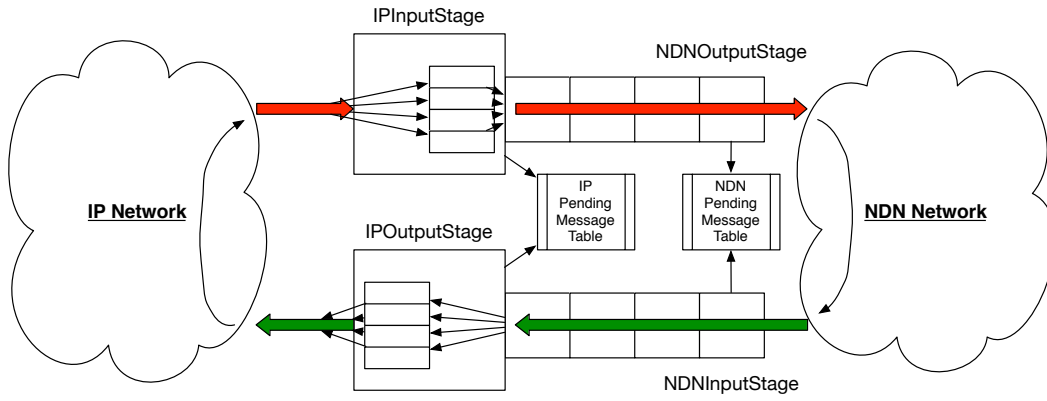 IPInputStage
NDNOutputStage
IP Network
IP
Pending
Message
Table
NDN
Pending
Message
Table
NDN Network
IPOutputStage
NDNInputStage